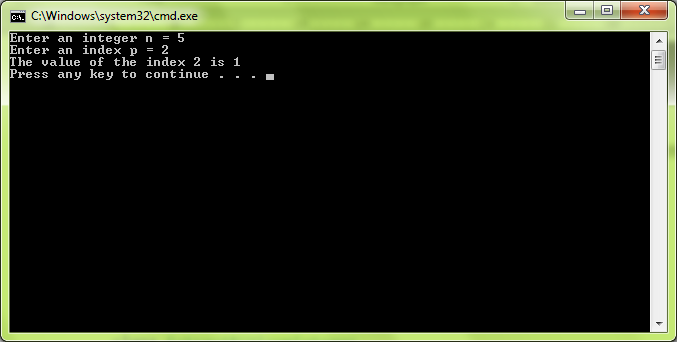 C:\Windows\system32\cmd.exe
Enter an integer n = 5
Enter an index p = 2
The value of the index 2 is 1
Press any key to continue . . .